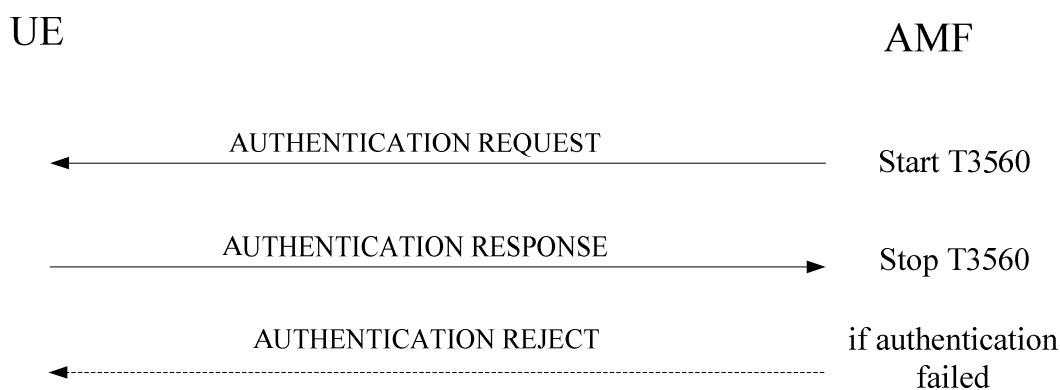 UE
AMF
AUTHENTICATION REQUEST
Start T3560
AUTHENTICATION RESPONSE
Stop T3560
AUTHENTICATION REJECT
if authentication
failed